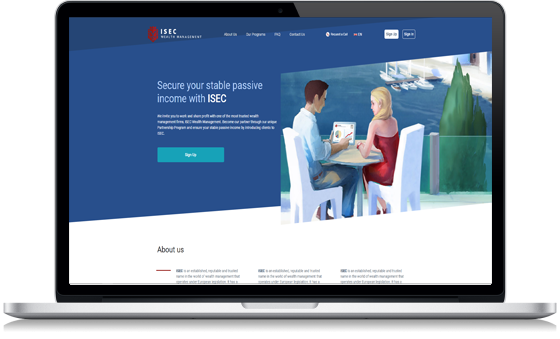 ISEC
WEALTH MANAGEMENT
About Us
Our Programs
FAQ
Contact Us
Request a Call
EN
Sign Up
Sign in
Secure your stable passive
income with ISEC
We invite you to work and share profit with one of the most trusted wealth
management firms, ISEC Wealth Management. Become our partner through our unique
Partnership Program and ensure your stable passive income by introducing clients to
ISEC.
Sign Up
About us
ISEC is an established, reputable and trusted
name in the world of wealth management that
operates under European legislation. It has a
ISEC is an established, reputable and trusted
name in the world of wealth management that
operates under European legislation. It has a
ISEC is an established, reputable and trusted
name in the world of wealth management that
operates under European legislation. It has a